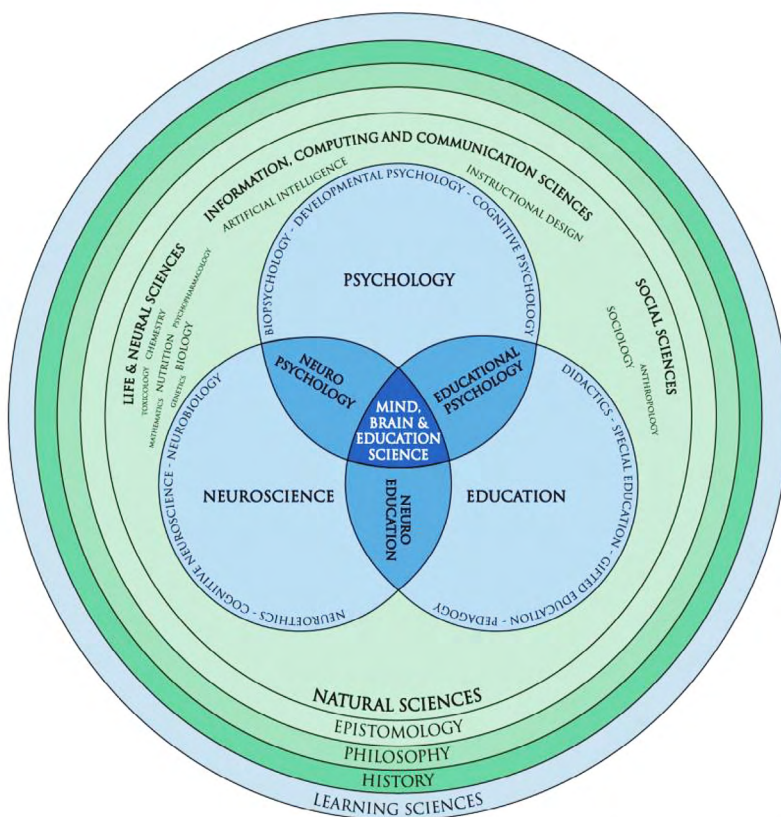 INFORMATION, COMPUTING AND COMMUNICATION SCIENCES
ARTIFICIAL INTELLIGENCE
INSTRUCTIONAL DESIGN
LIFE & NEURAL SCIENCES
TOXICOLOGY
CHEMESTRY
PSYCHOPHARMACOLOGY
MATHEMATICS
NUTRITION
GENETICS
BIOLOGY
SOCIAL SCIENCES
SOCIOLOGY
ANTHROPOLOGY
BIOPSYCHOLOGY - DEVELOPMENTAL PSYCHOLOGY - COGNITIVE PSYCHOLOGY
PSYCHOLOGY
NEURO
PSYCHOLOGY
EDUCATIONAL
PSYCHOLOGY
MIND,
BRAIN &
EDUCATION
SCIENCE
NEUROETHICS - COGNITIVE NEUROSCIENCE - NEUROBIOLOGY
NEUROSCIENCE
NEURO
EDUCATION
EDUCATION
DIDACTICS - SPECIAL EDUCATION - GIFTED EDUCATION - PEDAGOGY
NATURAL SCIENCES
EPISTOMOLOGY
PHILOSOPHY
HISTORY
LEARNING SCIENCES